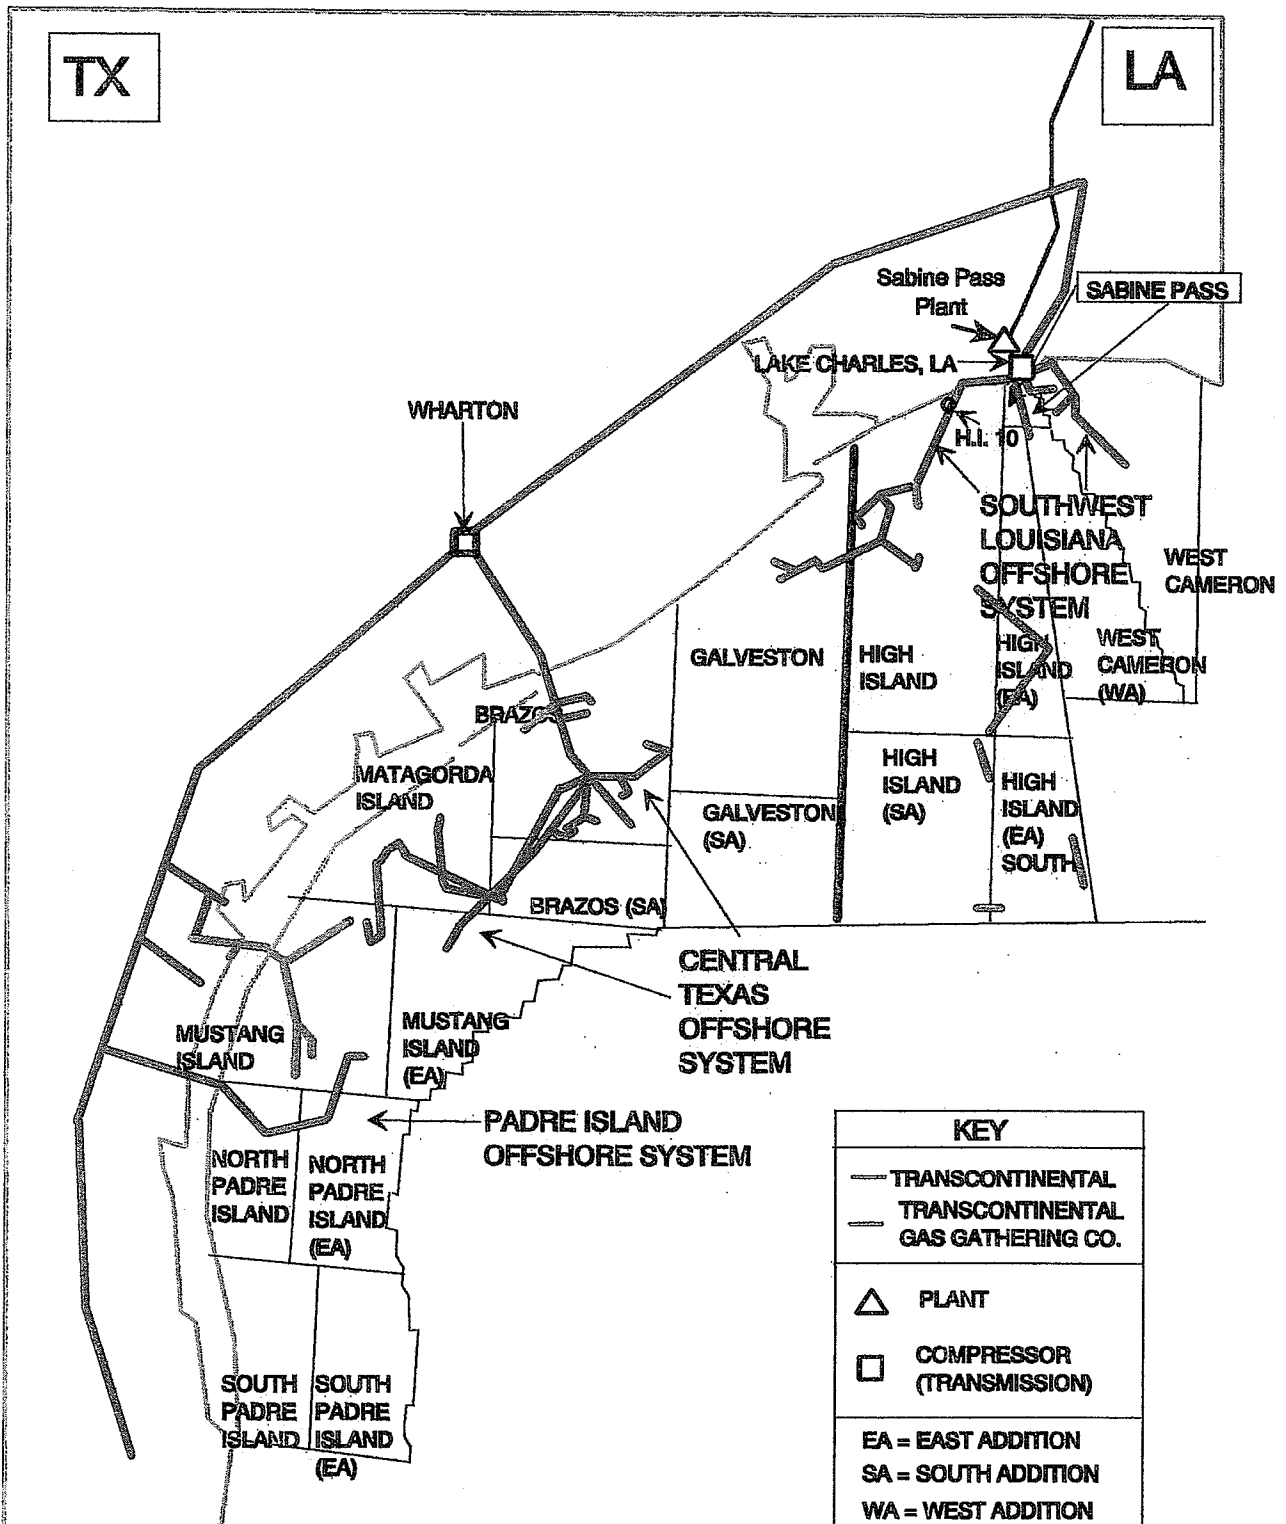 TX
LA
Sabine Pass
Plant
SABINE PASS
LAKE CHARLES, LA
WHARTON
H.I. 10
SOUTHWEST
LOUISIANA
OFFSHORE
SYSTEM
WEST
CAMERON
HIGH
ISLAND
(EA)
WEST
CAMERON
(WA)
GALVESTON
HIGH
ISLAND
BRAZOS
MATAGORDA
ISLAND
HIGH
ISLAND
(SA)
HIGH
ISLAND
(EA)
SOUTH
GALVESTON
(SA)
BRAZOS (SA)
CENTRAL
TEXAS
OFFSHORE
SYSTEM
MUSTANG
ISLAND
MUSTANG
ISLAND
(EA)
PADRE ISLAND
OFFSHORE SYSTEM
NORTH
PADRE
ISLAND
NORTH
PADRE
ISLAND
(EA)
SOUTH
PADRE
ISLAND
SOUTH
PADRE
ISLAND
(EA)
KEY
TRANSCONTINENTAL
TRANSCONTINENTAL
GAS GATHERING CO.
PLANT
COMPRESSOR
(TRANSMISSION)
EA = EAST ADDITION
SA = SOUTH ADDITION
WA = WEST ADDITION